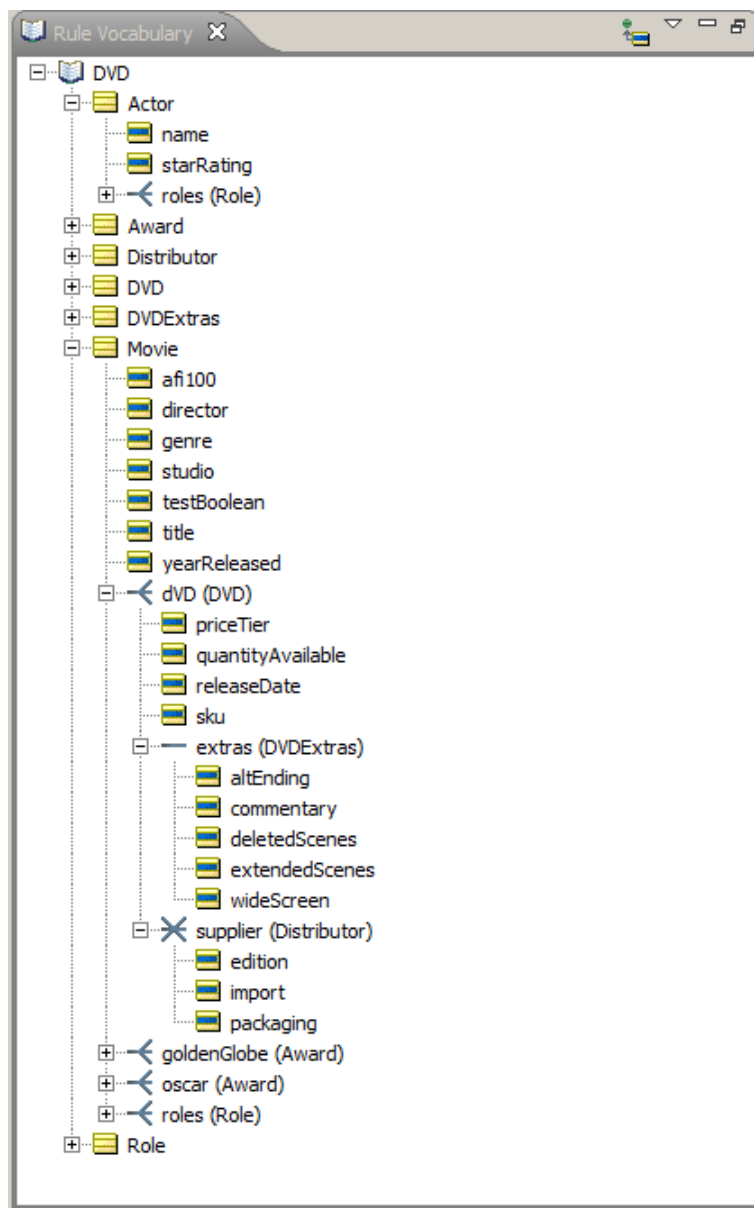 Rule Vocabulary
DVD
Actor
name
starRating
roles (Role)
Award
Distributor
DVD
DVDExtras
Movie
afi100
director
genre
studio
testBoolean
title
yearReleased
dVD (DVD)
priceTier
quantityAvailable
releaseDate
sku
extras (DVDExtras)
altEnding
commentary
deletedScenes
extendedScenes
wideScreen
supplier (Distributor)
edition
import
packaging
goldenGlobe (Award)
oscar (Award)
roles (Role)
Role